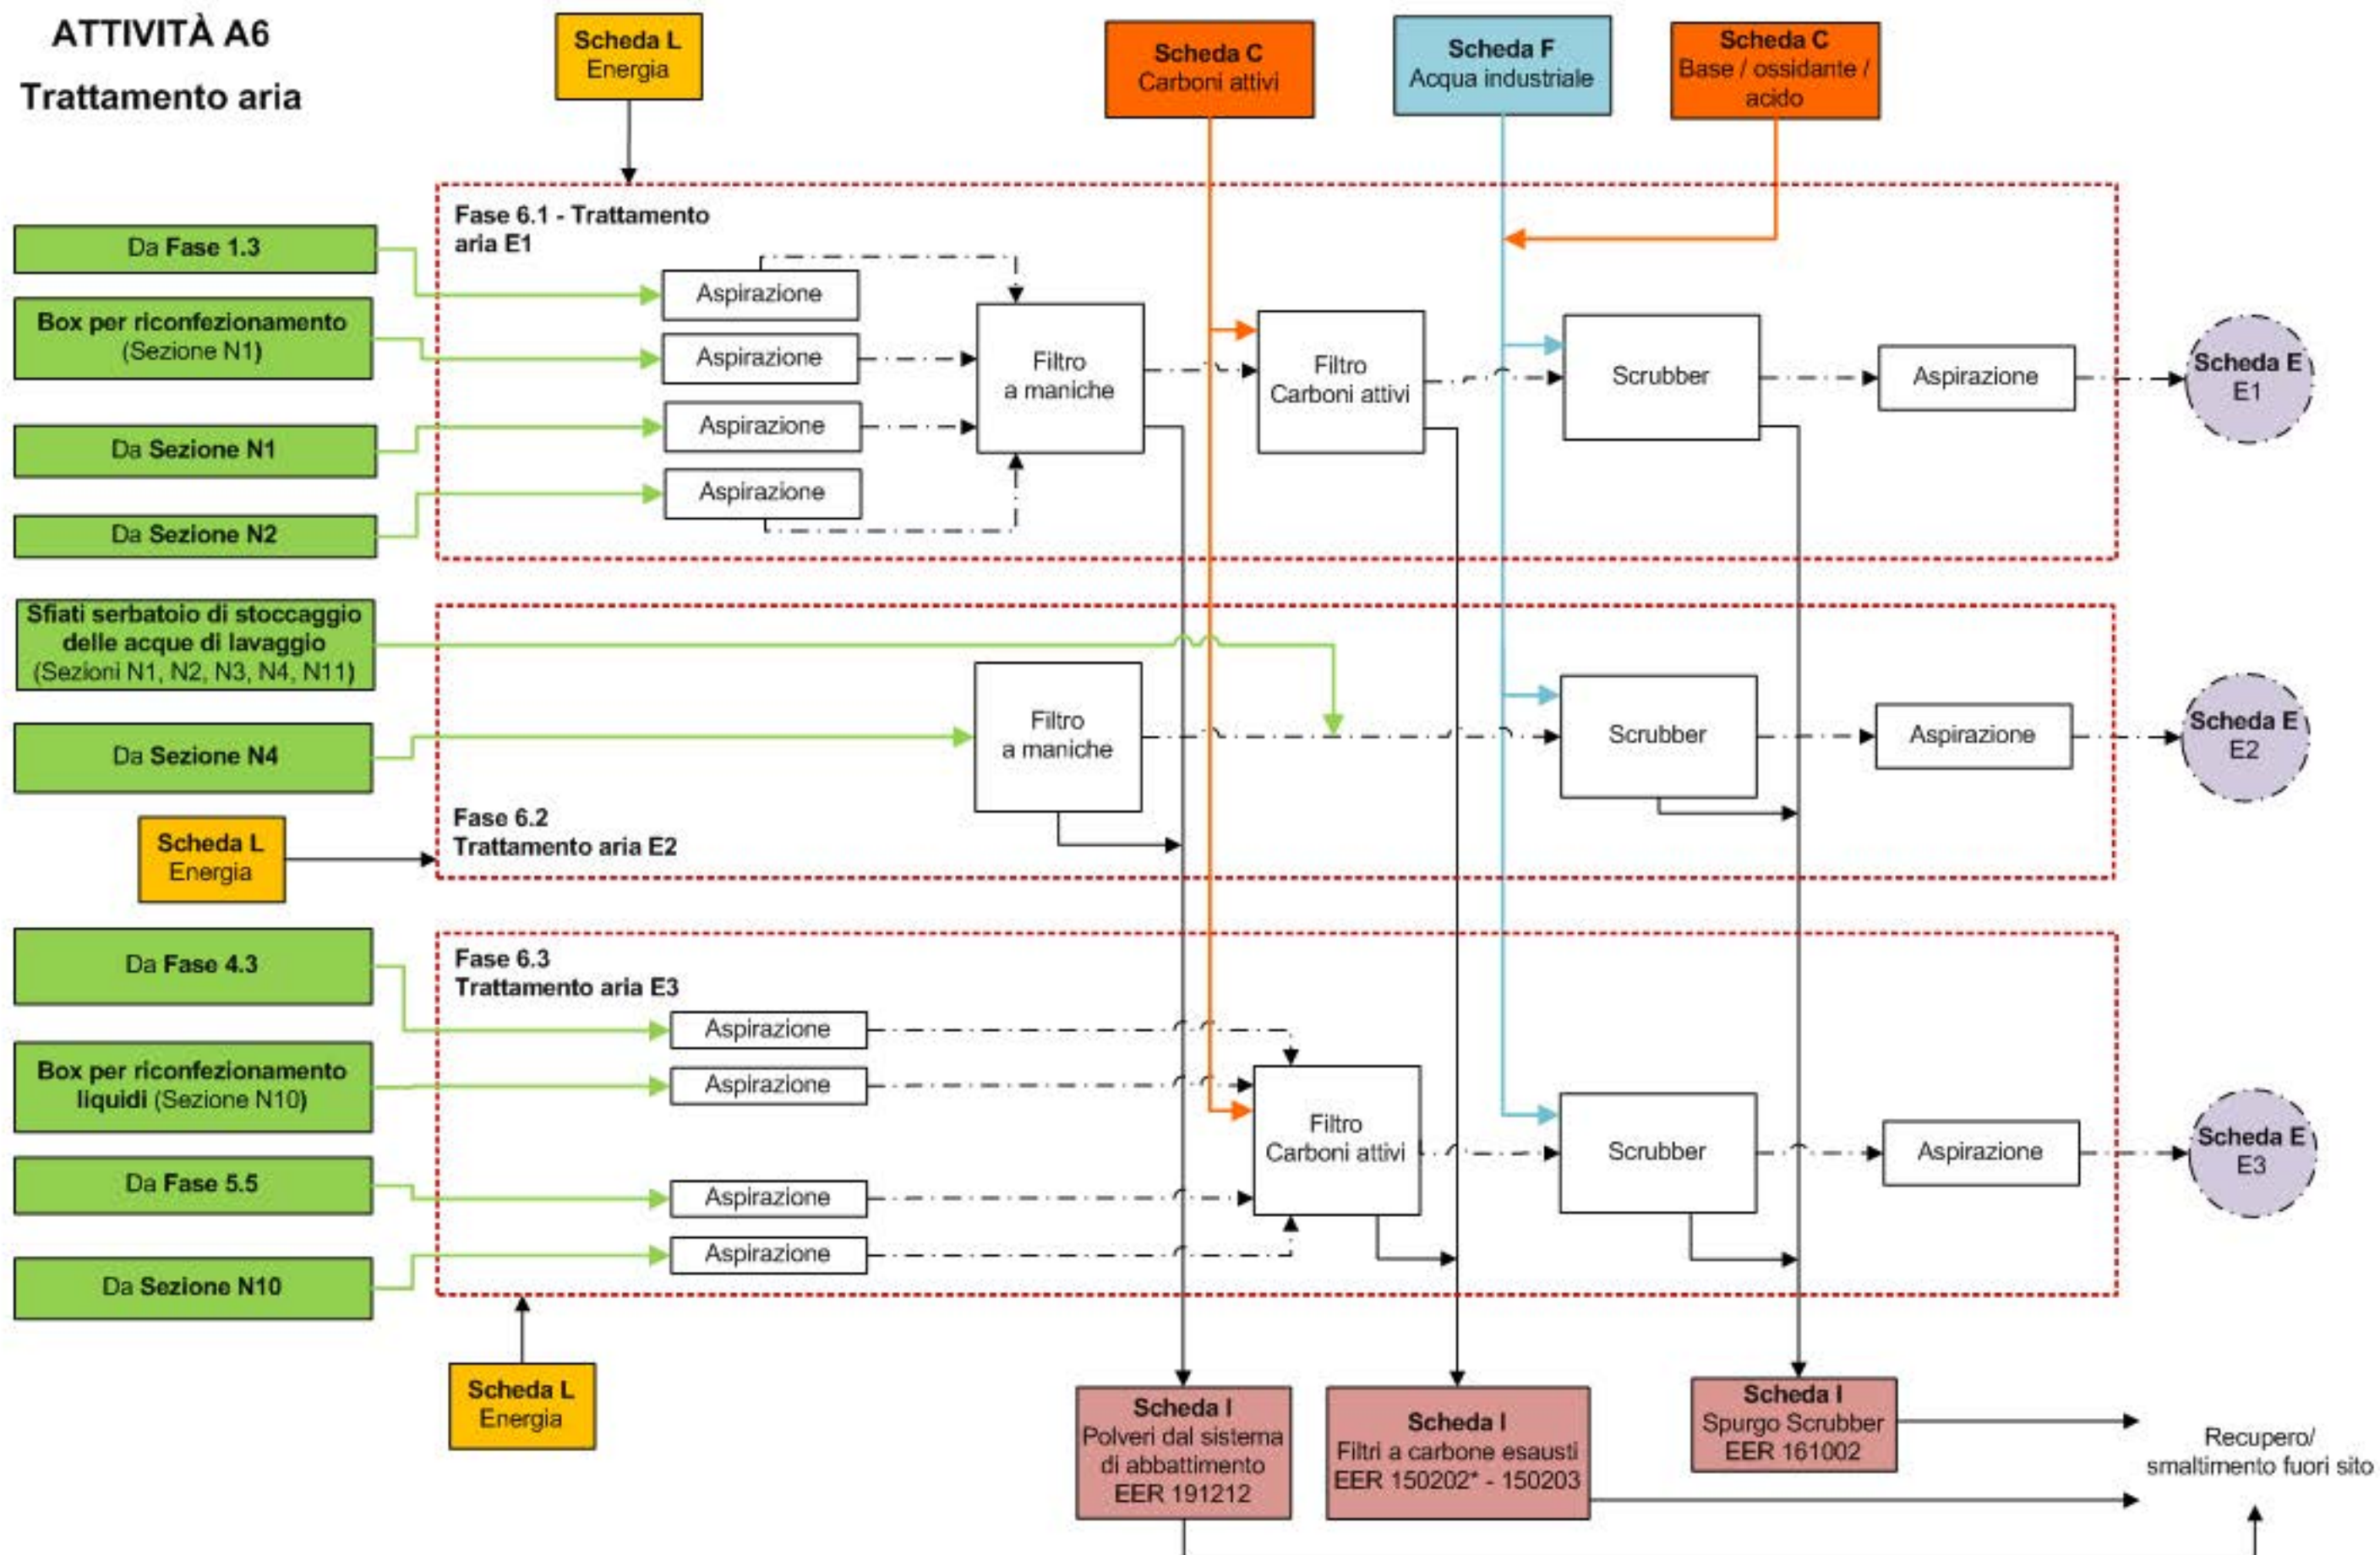 ATTIVITÀ A6
Trattamento aria
Scheda L
Energia
Scheda C
Carboni attivi
Scheda F
Acqua industriale
Scheda C
Base / ossidante /
acido
Fase 6.1 - Trattamento
aria E1
Da Fase 1.3
Box per riconfezionamento
(Sezione N1)
Da Sezione N1
Da Sezione N2
Aspirazione
Aspirazione
Aspirazione
Aspirazione
Filtro
a maniche
Filtro
Carboni attivi
Scrubber
Aspirazione
Scheda E
E1
Sfiati serbatoio di stoccaggio
delle acque di lavaggio
(Sezioni N1, N2, N3, N4, N11)
Da Sezione N4
Filtro
a maniche
Scrubber
Aspirazione
Scheda E
E2
Fase 6.2
Trattamento aria E2
Scheda L
Energia
Da Fase 4.3
Box per riconfezionamento
liquidi (Sezione N10)
Da Fase 5.5
Da Sezione N10
Fase 6.3
Trattamento aria E3
Aspirazione
Aspirazione
Aspirazione
Aspirazione
Filtro
Carboni attivi
Scrubber
Aspirazione
Scheda E
E3
Scheda L
Energia
Scheda I
Polveri dal sistema
di abbattimento
EER 191212
Scheda I
Filtri a carbone esausti
EER 150202* - 150203
Scheda I
Spurgo Scrubber
EER 161002
Recupero/
smaltimento fuori sito